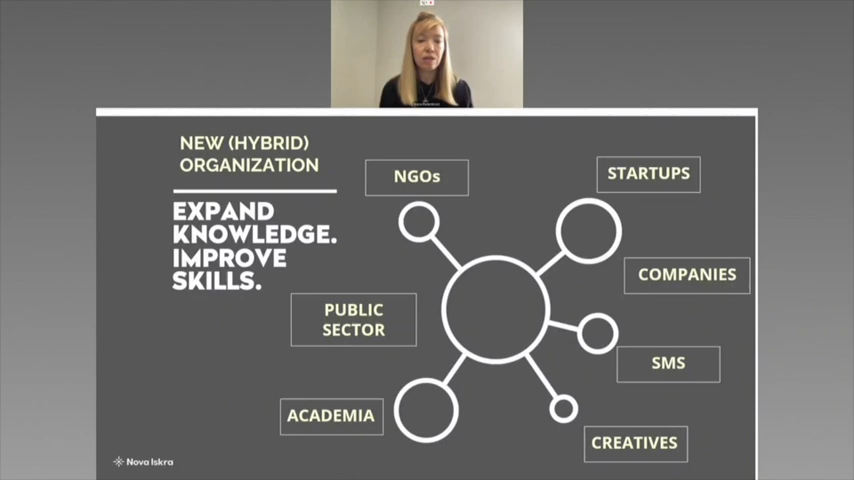 NEW (HYBRID)
ORGANIZATION
EXPAND
KNOWLEDGE.
IMPROVE
SKILLS.
NGOs
STARTUPS
COMPANIES
PUBLIC
SECTOR
SMS
ACADEMIA
CREATIVES
Nova Iskra